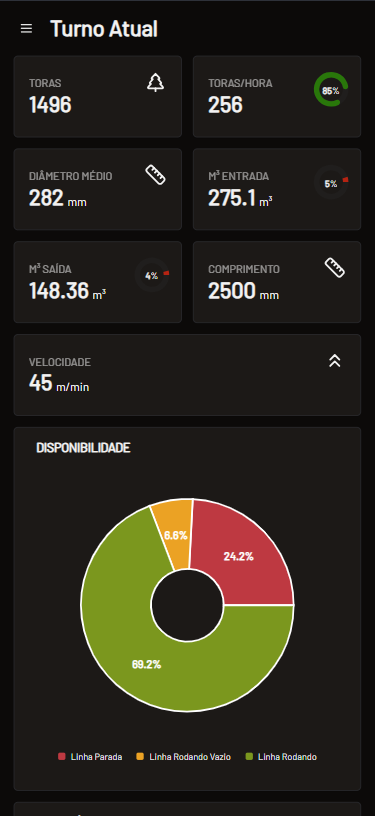 Turno Atual
TORAS
1496
TORAS/HORA
256
85%
DIÂMETRO MÉDIO
282 mm
M³ ENTRADA
275.1 m³
5%
M³ SAÍDA
148.36 m³
4%
COMPRIMENTO
2500 mm
VELOCIDADE
45 m/min
DISPONIBILIDADE
6.6%
24.2%
69.2%
Linha Parada
Linha Rodando Vazio
Linha Rodando